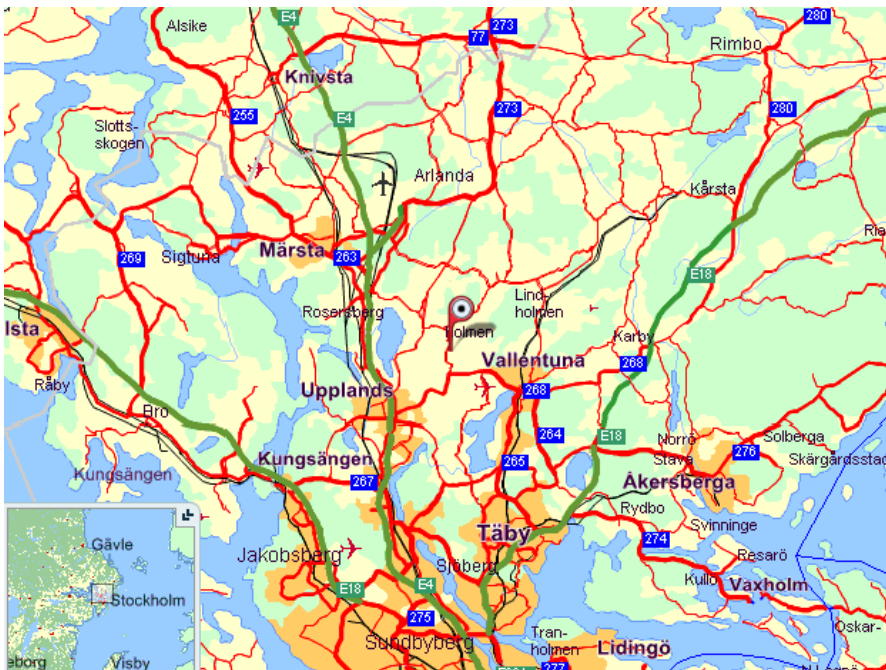 E4
273
280
Alsike
77
Rimbo
Knivsta
273
280
255
E4
Slotts-
skogen
Arlanda
Kårsta
269
Sigtuna
Märsta
263
E18
Rosersberg
Lind-
holmen
Holmen
Karby
lsta
Vallentuna
268
Råby
Upplands
268
Bro
264
E18
Norrö
Solberga
276
Kungsängen
265
Stava
Skärgårdsstad
Kungsängen
267
Åkersberga
Rydbo
Svinninge
Täby
274
Gävle
Jakobsberg
Sjöberg
Resarö
Kullo
Vaxholm
E18
E4
Stockholm
275
Oskar-
Sundbyberg
Tran-
holmen
Lidingö
eborg
Visby
277